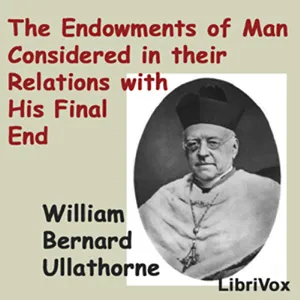 The Endowments of Man
Considered in their
Relations with
His Final
End
William
Bernard
Ullathorne
LibriVox